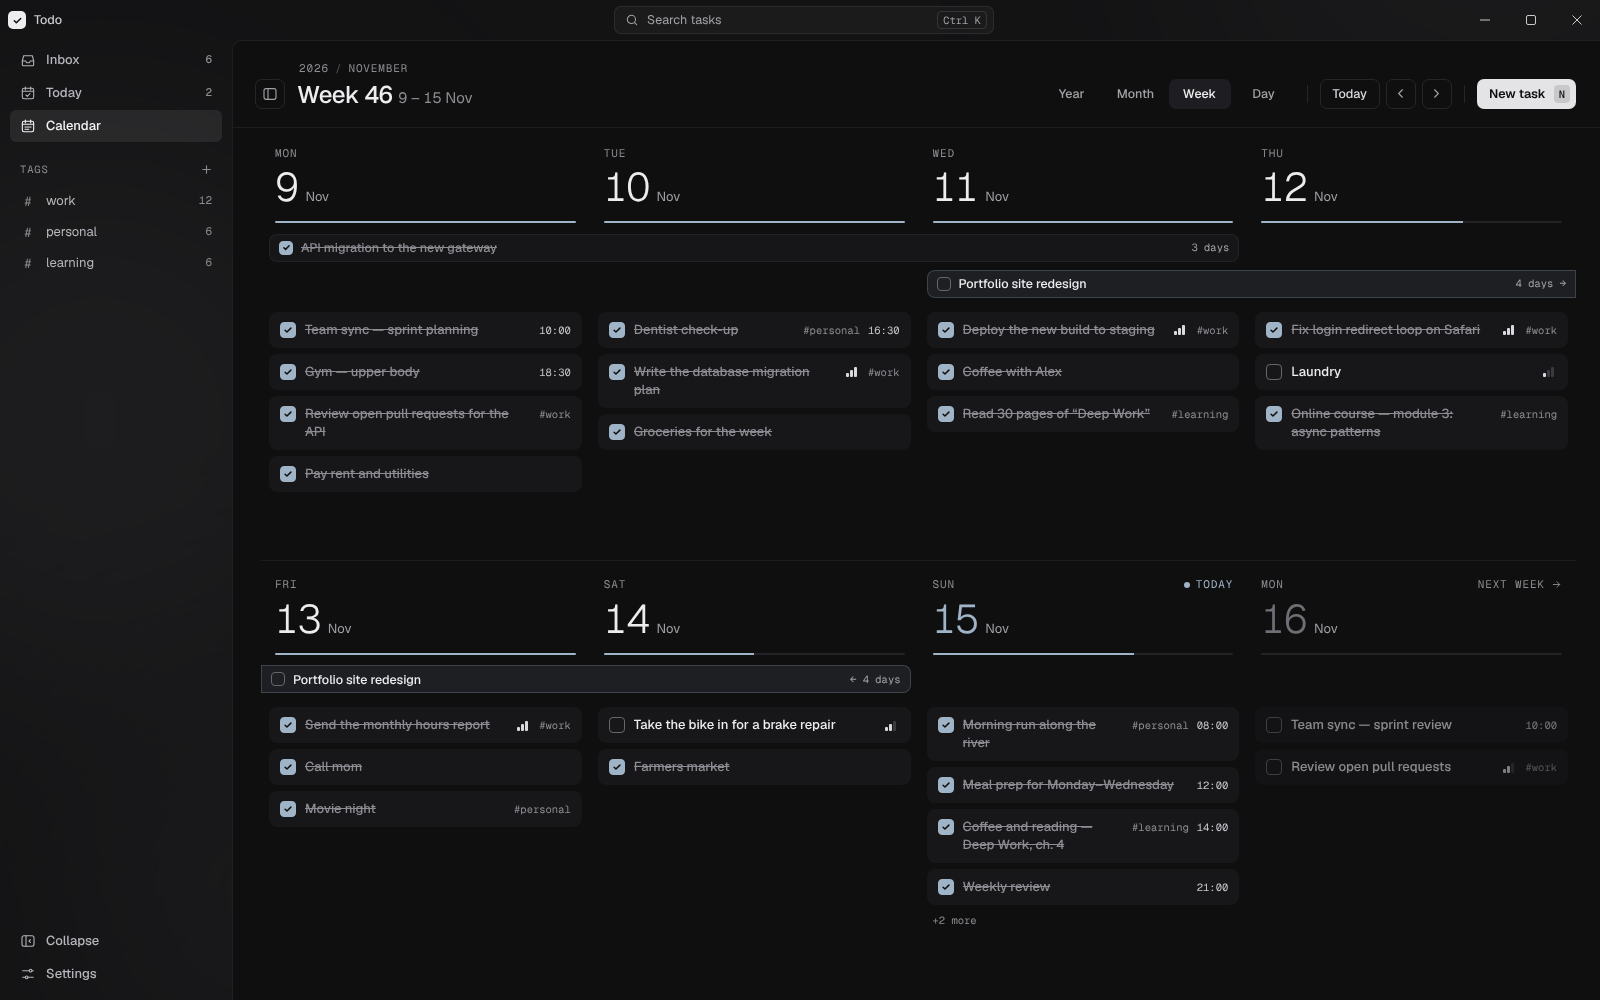 Todo
Search tasks
Ctrl K
Inbox 6
Today 2
Calendar
TAGS +
# work 12
# personal 6
# learning 6
Collapse
Settings
2026 / NOVEMBER
Week 46 9 – 15 Nov
Year Month Week Day
Today
New task N
MON
9 Nov
TUE
10 Nov
WED
11 Nov
THU
12 Nov
API migration to the new gateway 3 days
Portfolio site redesign 4 days →
Team sync — sprint planning 10:00
Gym — upper body 18:30
Review open pull requests for the #work
API
Pay rent and utilities
Dentist check-up #personal 16:30
Write the database migration #work
plan
Groceries for the week
Deploy the new build to staging #work
Coffee with Alex
Read 30 pages of “Deep Work” #learning
Fix login redirect loop on Safari #work
Laundry
Online course — module 3: #learning
async patterns
FRI
13 Nov
SAT
14 Nov
SUN TODAY
15 Nov
MON NEXT WEEK →
16 Nov
Portfolio site redesign ← 4 days
Send the monthly hours report #work
Call mom
Movie night #personal
Take the bike in for a brake repair
Farmers market
Morning run along the #personal 08:00
river
Meal prep for Monday–Wednesday 12:00
Coffee and reading — #learning 14:00
Deep Work, ch. 4
Weekly review 21:00
+2 more
Team sync — sprint review 10:00
Review open pull requests #work